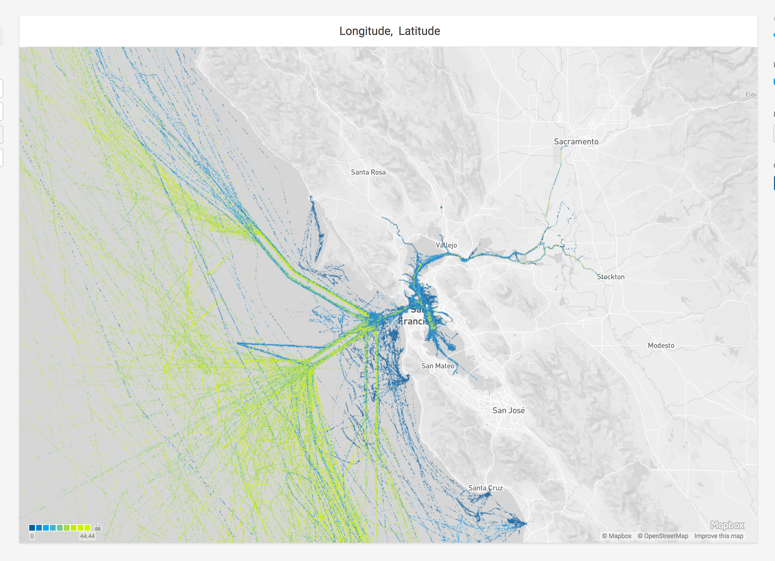 Longitude, Latitude
Sacramento
Santa Rosa
Vallejo
Stockton
San
Francisco
Modesto
San Mateo
San José
Santa Cruz
Mapbox
0 44.44
© Mapbox © OpenStreetMap Improve this map